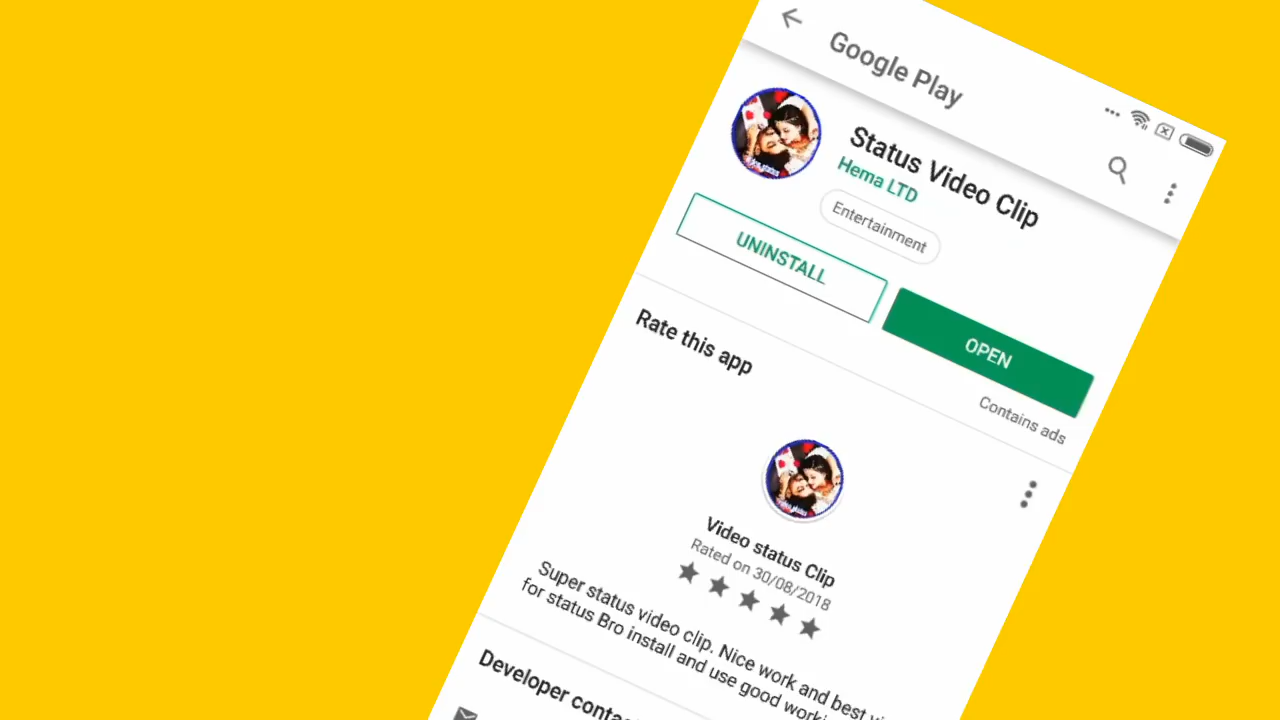 Google Play
Status Video Clip
Hema LTD
Entertainment
UNINSTALL
OPEN
Contains ads
Rate this app
Video status Clip
Rated on 30/08/2018
Super status video clip. Nice work and best
for status Bro install and use good
Developer